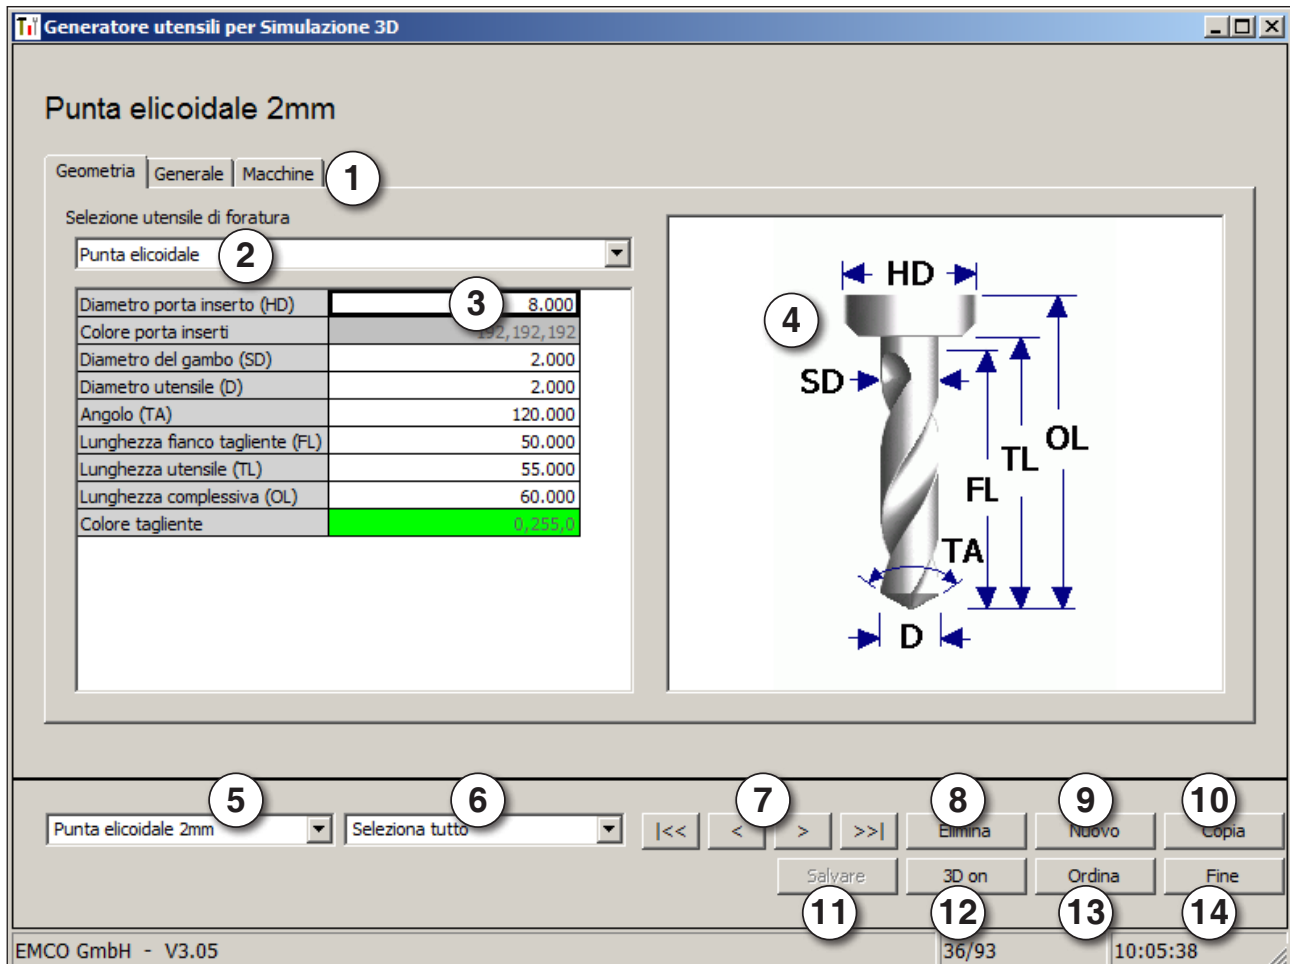 Generatore utensili per Simulazione 3D
Punta elicoidale 2mm
Geometria Generale Macchine 1
Selezione utensile di foratura
Punta elicoidale 2
Diametro porta inserto (HD) 3 8.000
Colore porta inserti 192,192,192
Diametro del gambo (SD) 2.000
Diametro utensile (D) 2.000
Angolo (TA) 120.000
Lunghezza fianco tagliente (FL) 50.000
Lunghezza utensile (TL) 55.000
Lunghezza complessiva (OL) 60.000
Colore tagliente 0,255,0
HD
4
SD
OL
TL
FL
TA
D
5 6 7 8 9 10
Punta elicoidale 2mm Seleziona tutto |<< < > >>| Elimina Nuovo Copia
Salvare 3D on Ordina Fine
11 12 13 14
EMCO GmbH - V3.05 36/93 10:05:38